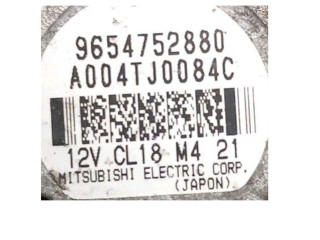 9654752880
A004TJ0084C
12V CL18 M4 21
MITSUBISHI ELECTRIC CORP.
(JAPON)